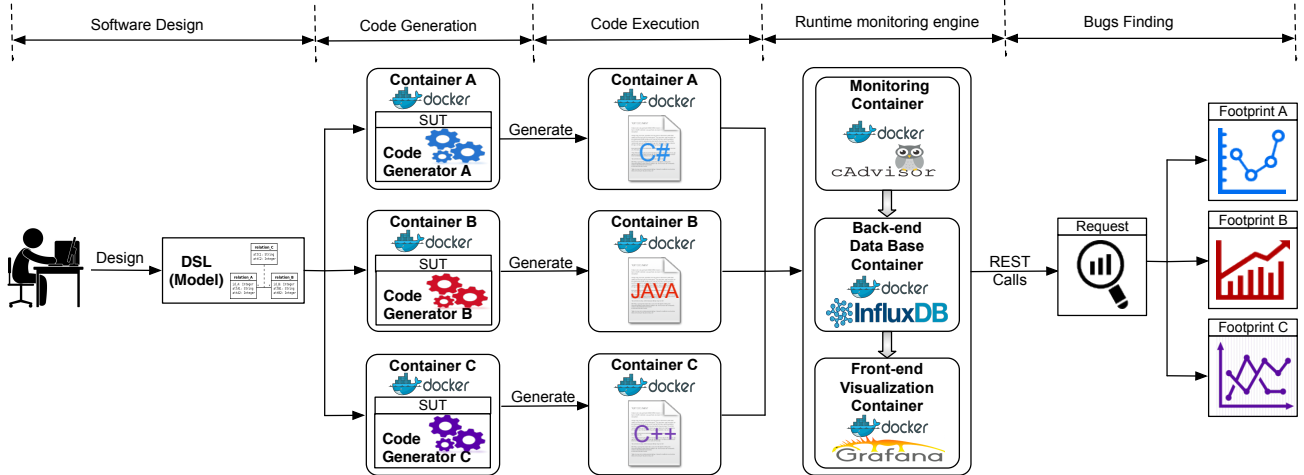 Software Design
Code Generation
Code Execution
Runtime monitoring engine
Bugs Finding
Design
DSL
(Model)
relation_C
relation_A
relation_B
Container A
docker
SUT
Code
Generator A
Generate
Container A
docker
C#
Container B
docker
SUT
Code
Generator B
Generate
Container B
docker
JAVA
Container C
docker
SUT
Code
Generator C
Generate
Container C
docker
C++
Monitoring
Container
docker
cAdvisor
Back-end
Data Base
Container
docker
InfluxDB
Front-end
Visualization
Container
docker
Grafana
REST
Calls
Request
Footprint A
Footprint B
Footprint C